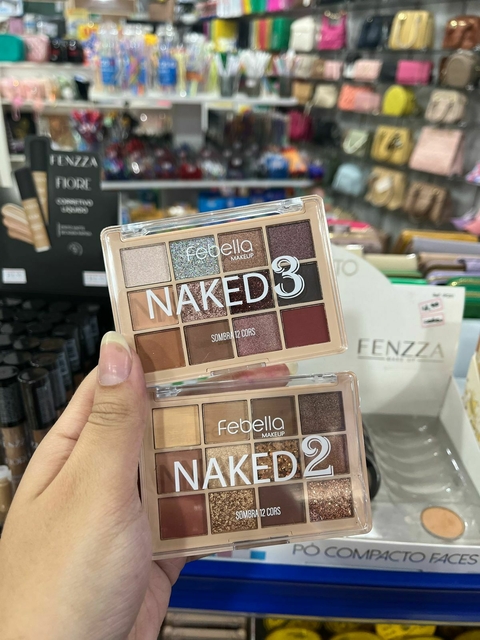 FENZZA
FIORE
CORRETIVO
LÍQUIDO
febella
MAKEUP
NAKED3
SOMBRA 12 CORS
febella
MAKEUP
NAKED2
SOMBRA 12 CORS
FENZZA
PÓ COMPACTO FACES